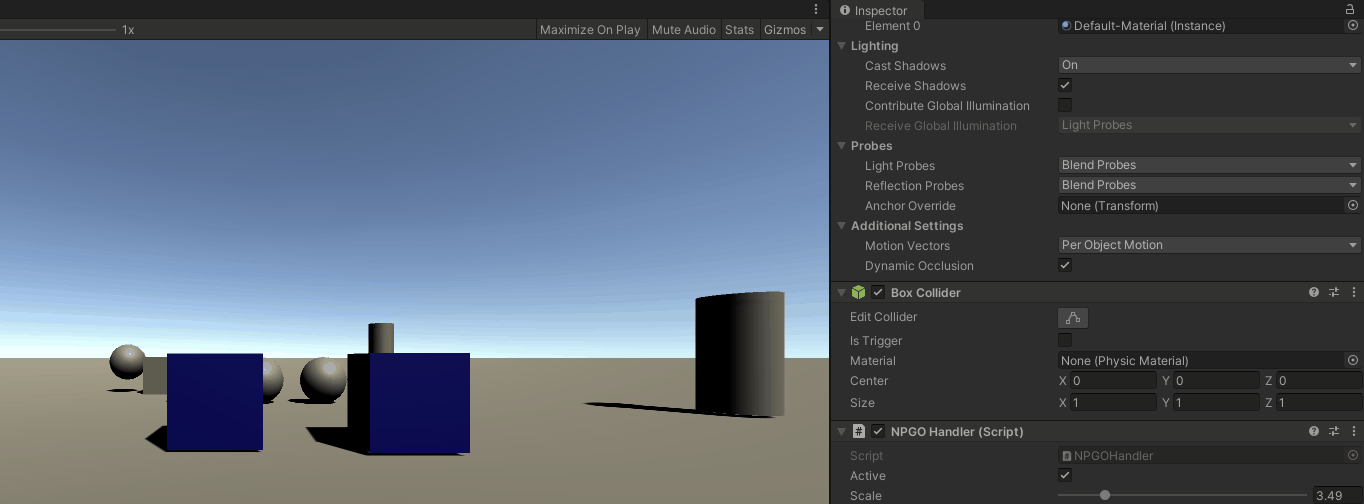 Inspector
1x Maximize On Play Mute Audio Stats Gizmos
Element 0 Default-Material (Instance)
Lighting
Cast Shadows On
Receive Shadows
Contribute Global Illumination
Receive Global Illumination Light Probes
Probes
Light Probes Blend Probes
Reflection Probes Blend Probes
Anchor Override None (Transform)
Additional Settings
Motion Vectors Per Object Motion
Dynamic Occlusion
Box Collider
Edit Collider
Is Trigger
Material None (Physic Material)
Center X 0 Y 0 Z 0
Size X 1 Y 1 Z 1
# NPGO Handler (Script)
Script NPGOHandler
Active
Scale 3.49